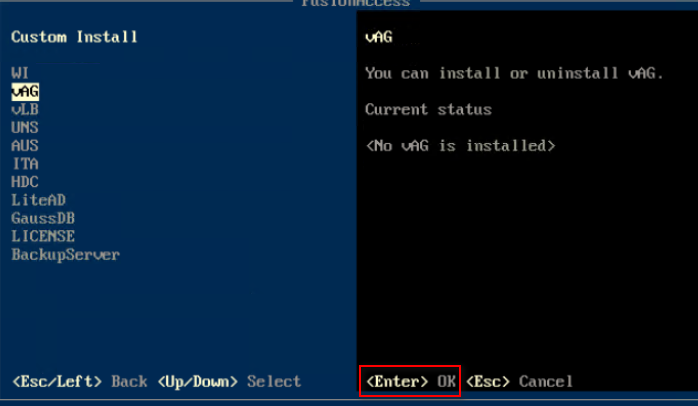 FusionAccess
Custom Install
WI
vAG
vLB
UNS
AUS
ITA
HDC
LiteAD
GaussDB
LICENSE
BackupServer
<Esc/Left> Back <Up/Down> Select
vAG
You can install or uninstall vAG.
Current status
<No vAG is installed>
<Enter> OK <Esc> Cancel